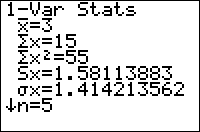 1-Var Stats
x̄=3
Σx=15
Σx²=55
Sx=1.58113883
σx=1.414213562
↓n=5